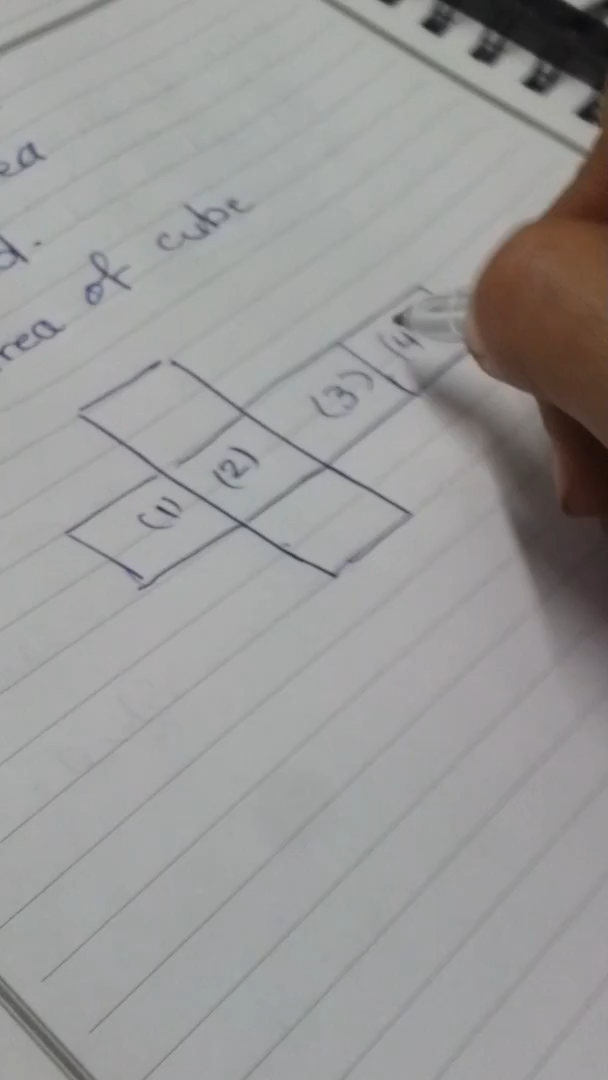 ea
d.
rea of cube
(1)
(2)
(3)
(4